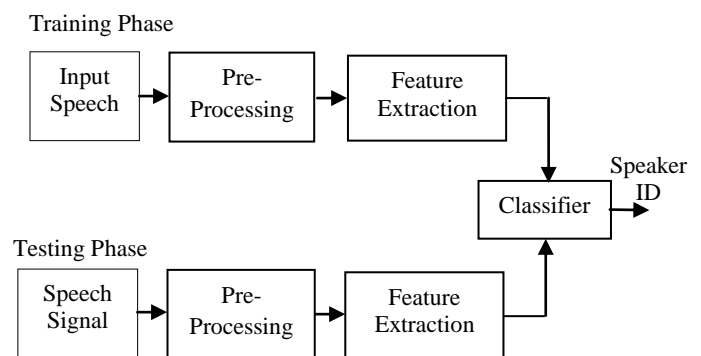 Training Phase
Input
Speech
Pre-
Processing
Feature
Extraction
Classifier
Speaker
ID
Testing Phase
Speech
Signal
Pre-
Processing
Feature
Extraction